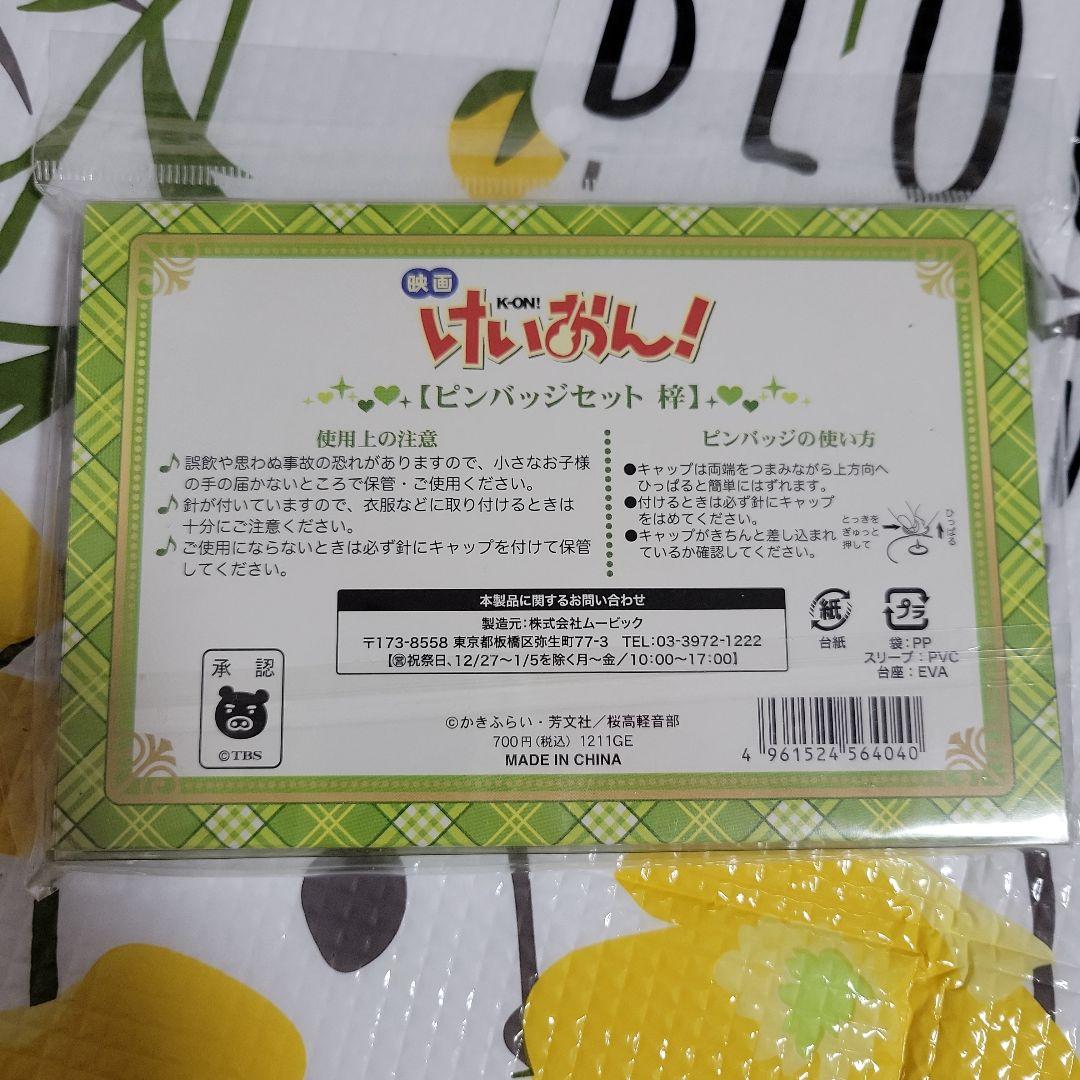 BLO
映画
K-ON!
けいおん!
【ピンバッジセット 梓】
使用上の注意
誤飲や思わぬ事故の恐れがありますので、小さなお子様
の手の届かないところで保管・ご使用ください。
針が付いていますので、衣服などに取り付けるときは
十分にご注意ください。
ご使用にならないときは必ず針にキャップを付けて保管
してください。
ピンバッジの使い方
●キャップは両端をつまみながら上方向へ
ひっぱると簡単にはずれます。
●付けるときは必ず針にキャップ
をはめてください。
●キャップがきちんと差し込まれ
ているか確認してください。
とっきを
ぎゅっと
押して
ひっぱる
本製品に関するお問い合わせ
製造元:株式会社ムービック
〒173-8558 東京都板橋区弥生町77-3 TEL:03-3972-1222
【㊡祝祭日、12/27〜1/5を除く月〜金/10:00〜17:00】
紙
台紙
プラ
袋:PP
スリーブ:PVC
台座:EVA
承認
©TBS
©かきふらい・芳文社/桜高軽音部
700円(税込) 1211GE
MADE IN CHINA
4 961524 564040